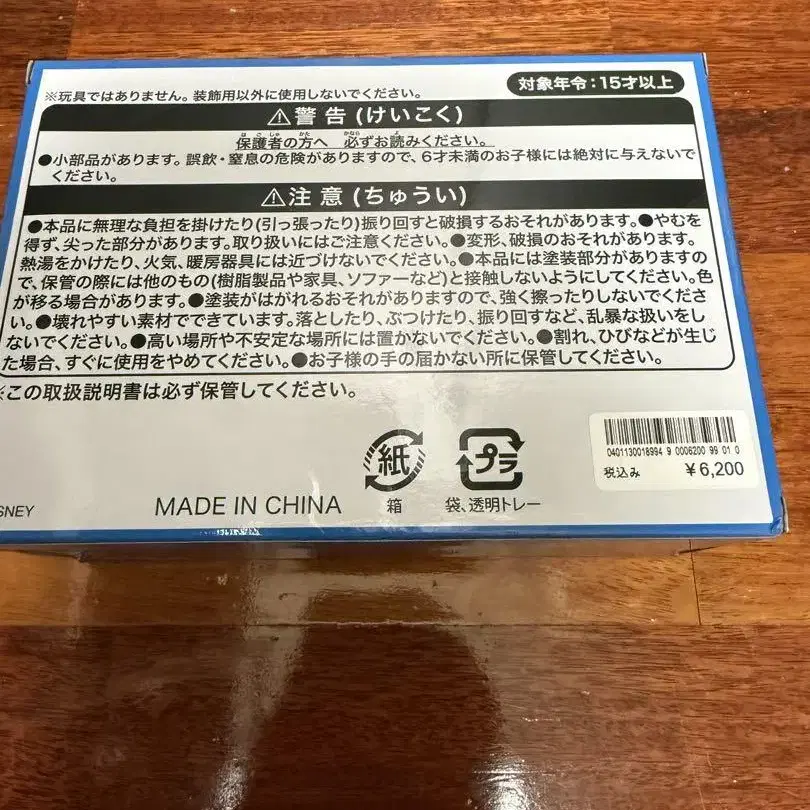 ※玩具ではありません。装飾用以外に使用しないでください。
対象年令：15才以上
⚠警告(けいこく)
保護者の方へ 必ずお読みください。
●小部品があります。誤飲・窒息の危険がありますので、6才未満のお子様には絶対に与えないで
ください。
⚠注意(ちゅうい)
●本品に無理な負担を掛けたり(引っ張ったり)振り回すと破損するおそれがあります。●やむを
得ず、尖った部分があります。取り扱いにはご注意ください。●変形、破損のおそれがあります。
熱湯をかけたり、火気、暖房器具には近づけないでください。●本品には塗装部分がありますの
で、保管の際には他のもの(樹脂製品や家具、ソファーなど)と接触しないようにしてください。色
が移る場合があります。●塗装がはがれるおそれがありますので、強く擦ったりしないでくださ
い。●壊れやすい素材でできています。落としたり、ぶつけたり、振り回すなど、乱暴な扱いをし
ないでください。●高い場所や不安定な場所には置かないでください。●割れ、ひびなどが生じ
た場合、すぐに使用をやめてください。●お子様の手の届かない所に保管してください。
※この取扱説明書は必ず保管してください。
0401130018994 9 0006200 99 01 0
税込み ¥6,200
紙
プラ
箱
袋、透明トレー
MADE IN CHINA
SNEY